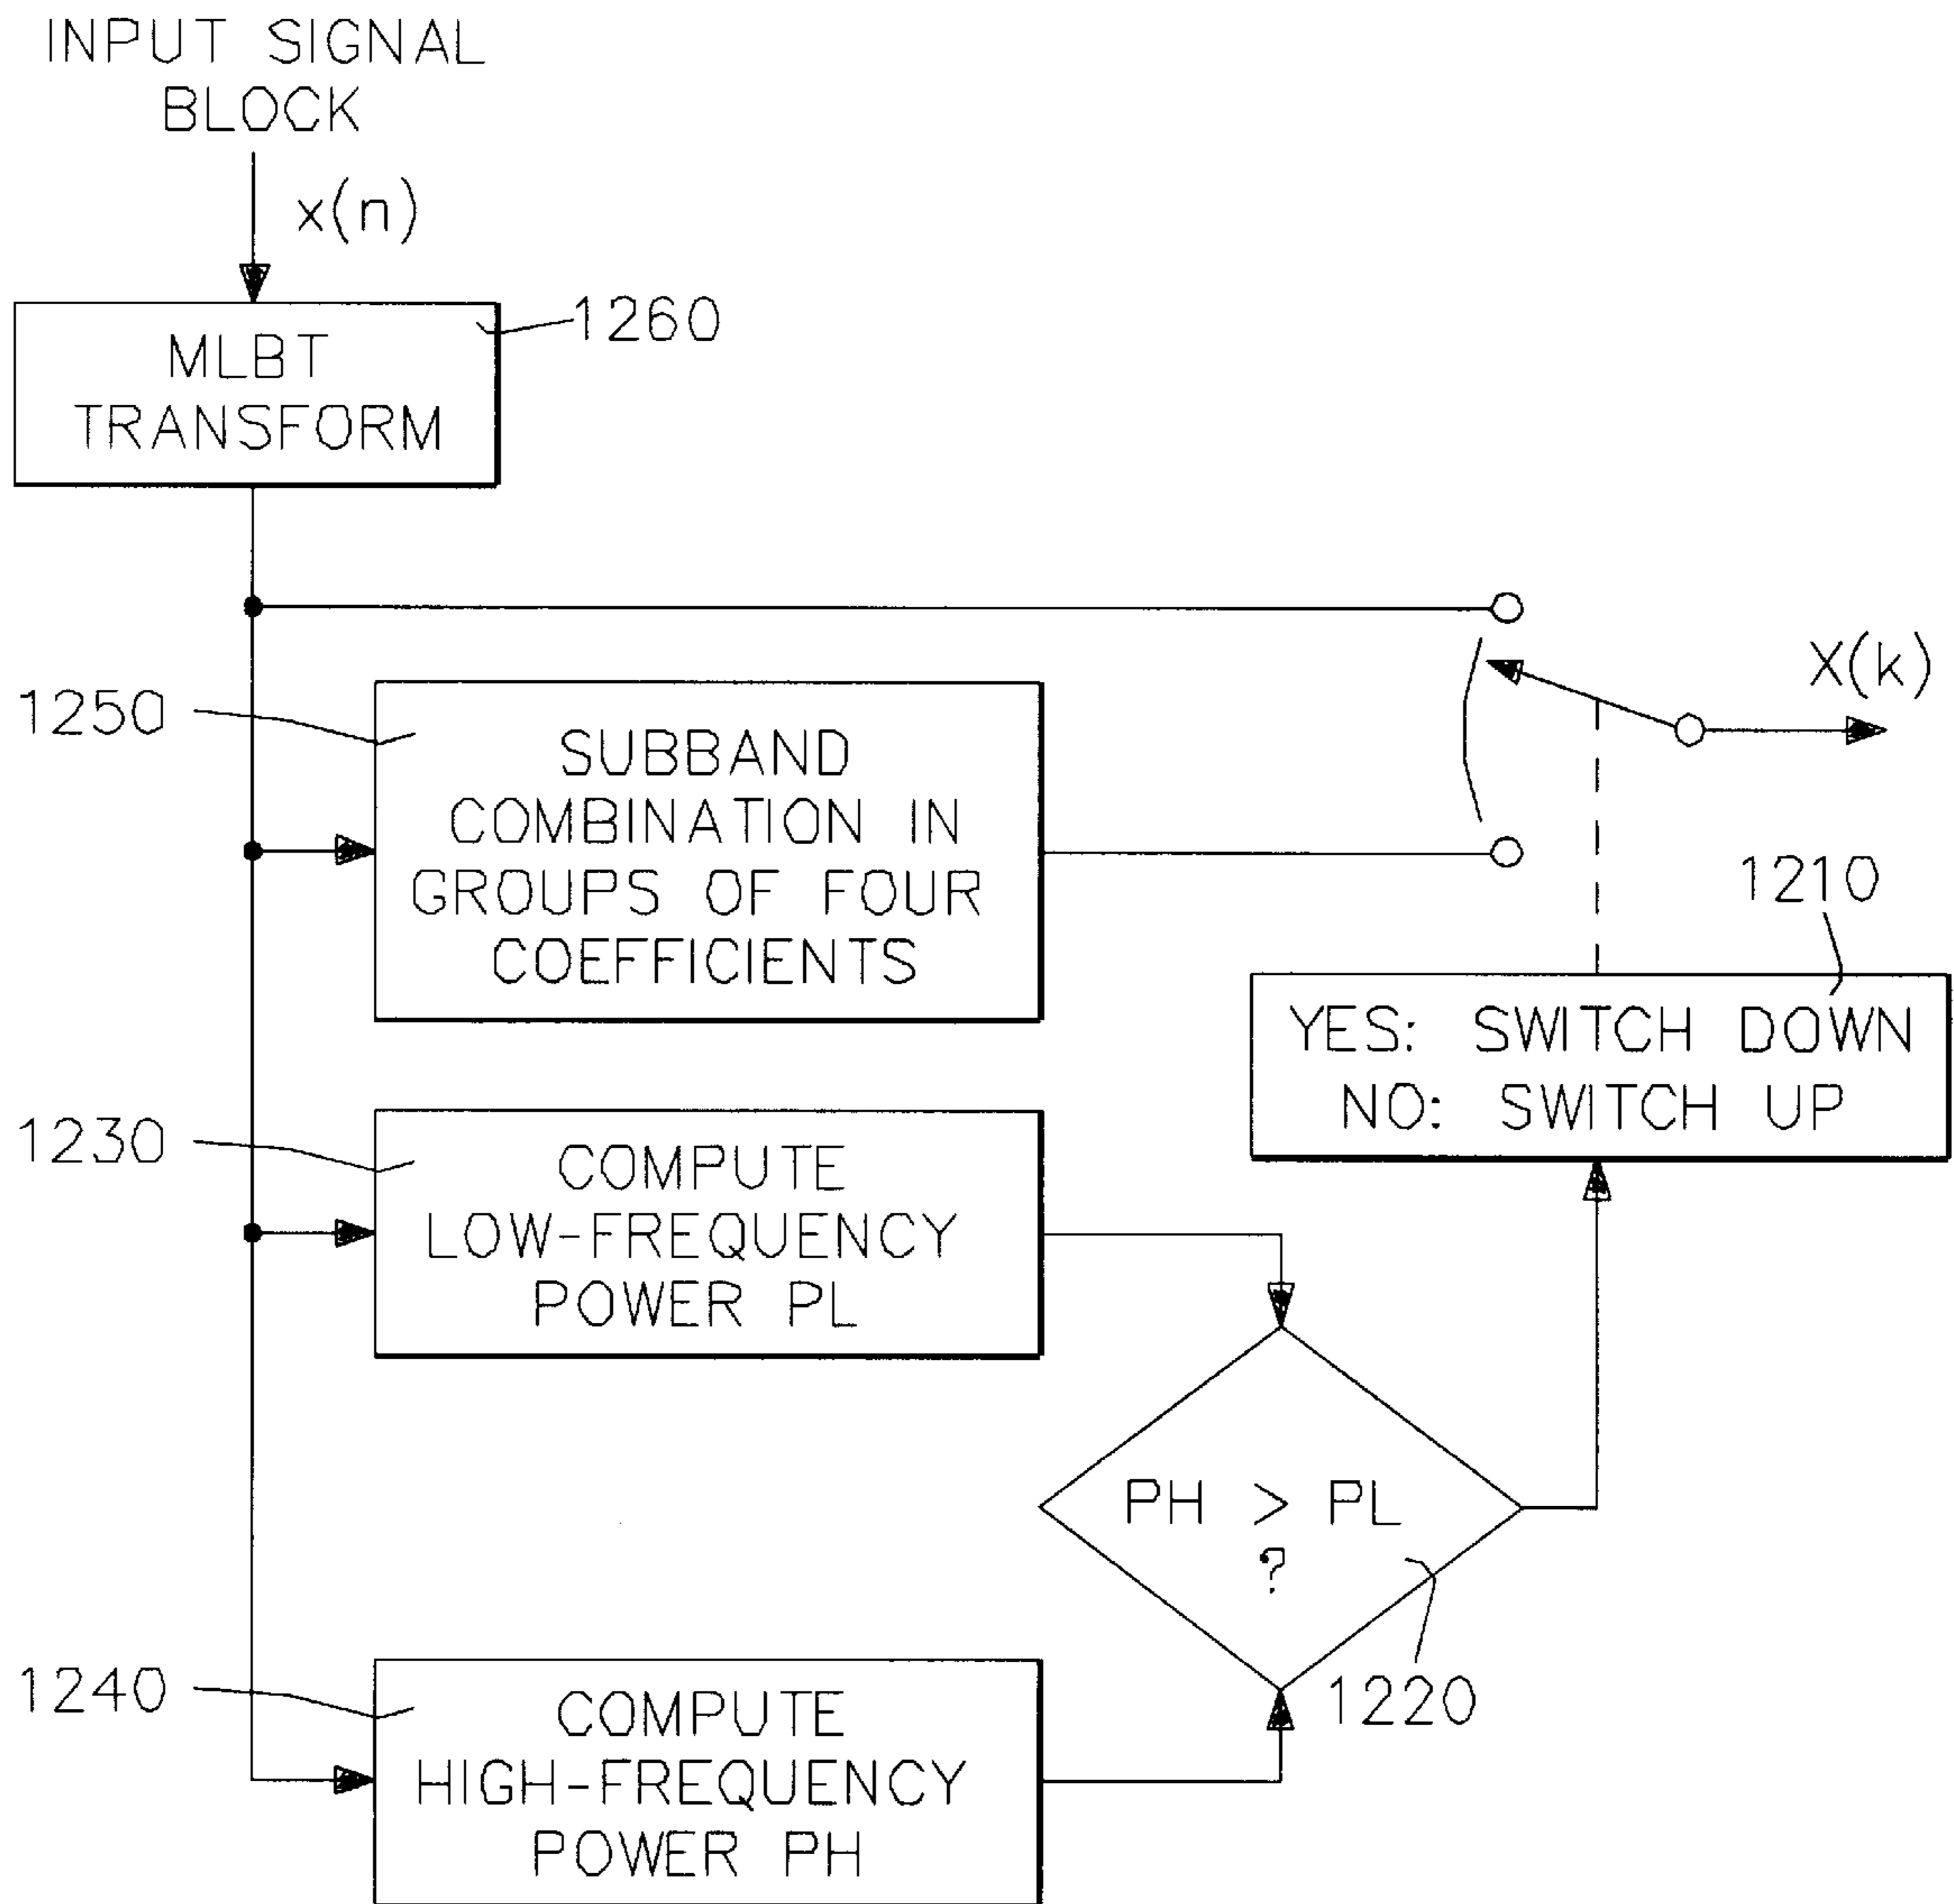 INPUT SIGNAL
BLOCK
x(n)
1260
MLBT
TRANSFORM
X(k)
1250
SUBBAND
COMBINATION IN
GROUPS OF FOUR
COEFFICIENTS
1210
YES: SWITCH DOWN
NO: SWITCH UP
1230
COMPUTE
LOW-FREQUENCY
POWER PL
PH > PL
?
1220
1240
COMPUTE
HIGH-FREQUENCY
POWER PH